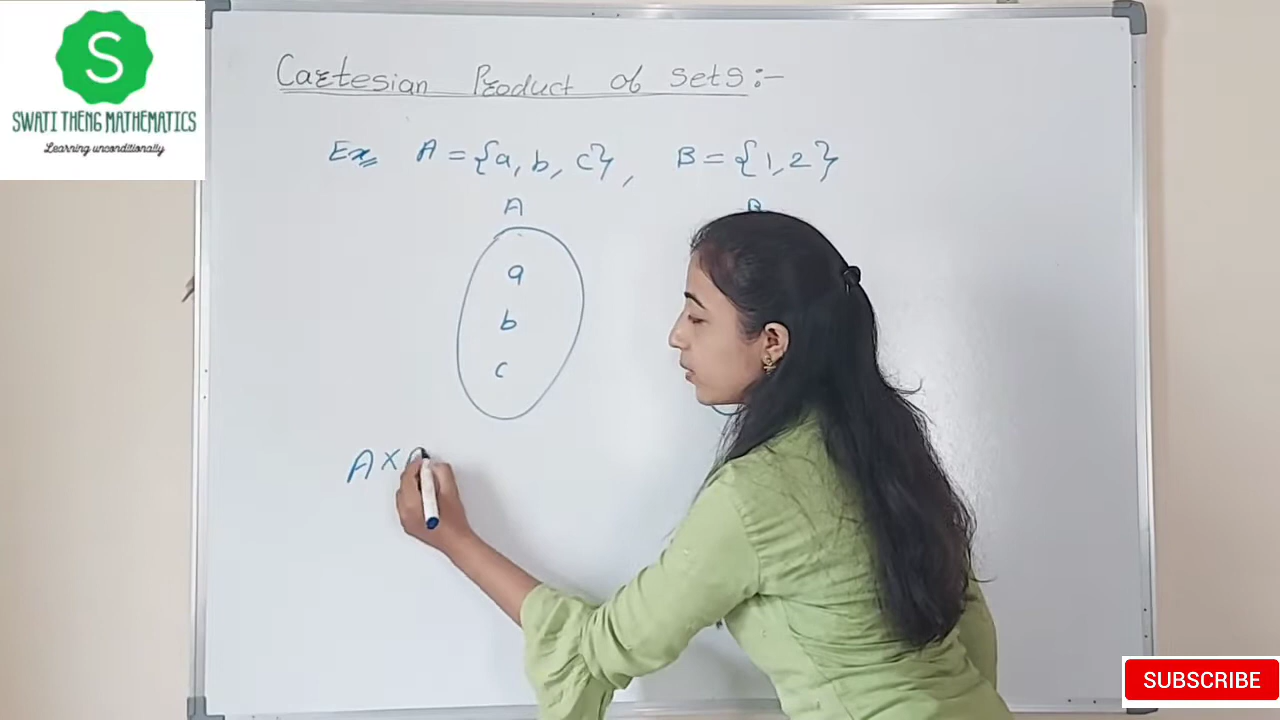 S
SWATI THENG MATHEMATICS
Learning unconditionally
Cartesian Product of Sets:-
Ex A = {a, b, c}, B = {1, 2}
A
a
b
c
A ×
SUBSCRIBE